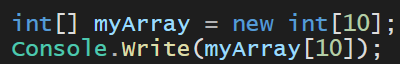 int[] myArray = new int[10];
Console.Write(myArray[10]);